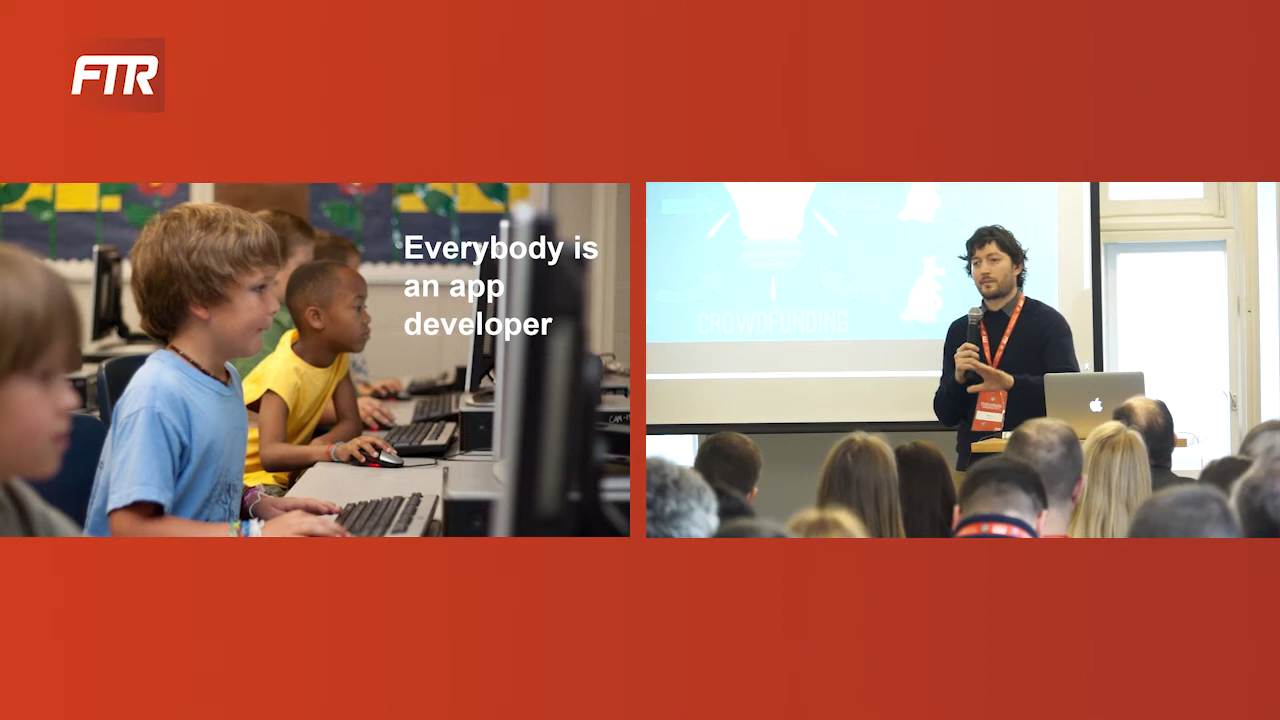 FTR
Everybody is
an app
developer
CROWDFUNDING